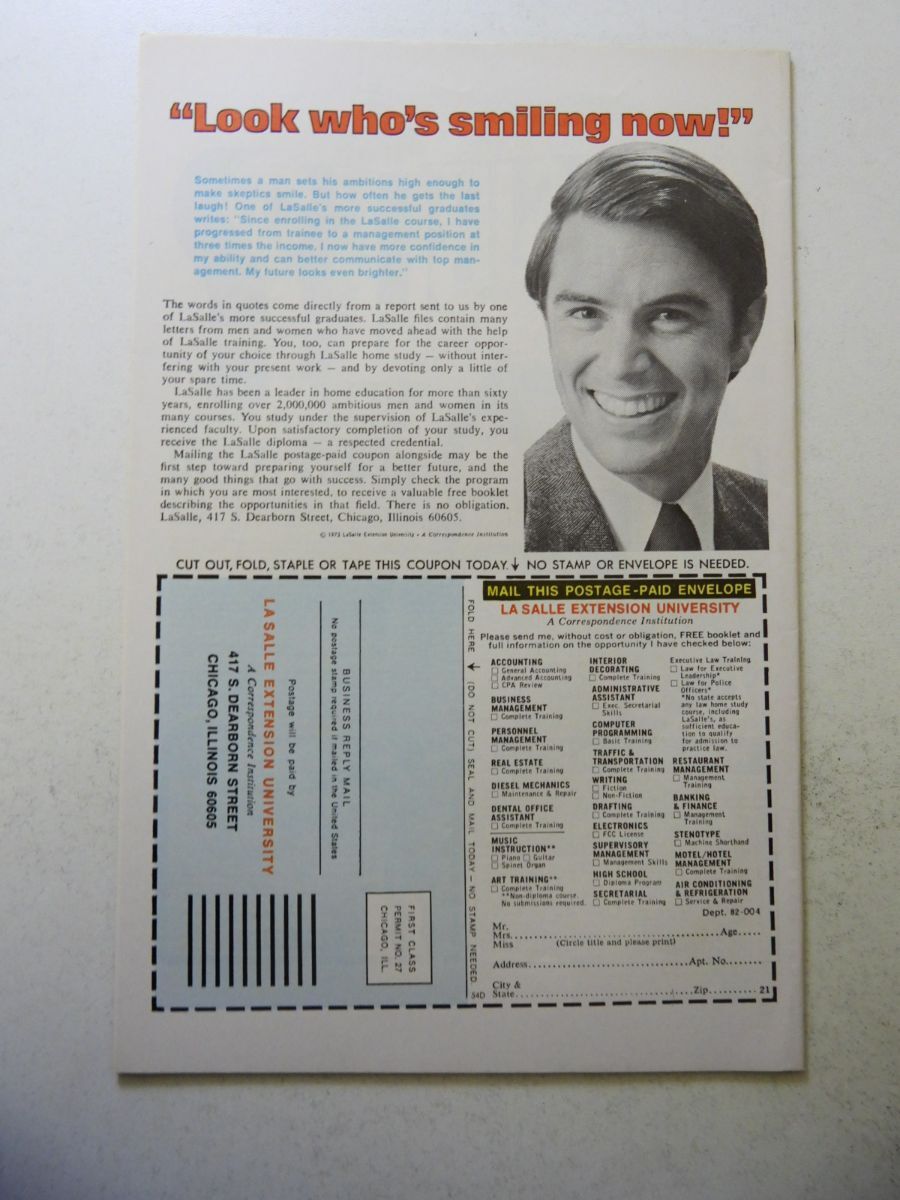 “Look who's smiling now!”
Sometimes a man sets his ambitions high enough to
make skeptics smile. But how often he gets the last
laugh! One of LaSalle's more successful graduates
writes: "Since enrolling in the LaSalle course, I have
progressed from trainee to a management position at
three times the income. I now have more confidence in
my ability and can better communicate with top man-
agement. My future looks even brighter."
The words in quotes come directly from a report sent to us by one
of LaSalle's more successful graduates. LaSalle files contain many
letters from men and women who have moved ahead with the help
of LaSalle training. You, too, can prepare for the career oppor-
tunity of your choice through LaSalle home study — without inter-
fering with your present work — and by devoting only a little of
your spare time.
LaSalle has been a leader in home education for more than sixty
years, enrolling over 2,000,000 ambitious men and women in its
many courses. You study under the supervision of LaSalle's expe-
rienced faculty. Upon satisfactory completion of your study, you
receive the LaSalle diploma — a respected credential.
Mailing the LaSalle postage-paid coupon alongside may be the
first step toward preparing yourself for a better future, and the
many good things that go with success. Simply check the program
in which you are most interested, to receive a valuable free booklet
describing the opportunities in that field. There is no obligation.
LaSalle, 417 S. Dearborn Street, Chicago, Illinois 60605.
© 1973 LaSalle Extension University • A Correspondence Institution
CUT OUT, FOLD, STAPLE OR TAPE THIS COUPON TODAY. ↓ NO STAMP OR ENVELOPE IS NEEDED.
FIRST CLASS
PERMIT NO. 27
CHICAGO, ILL.
BUSINESS REPLY MAIL
No postage stamp required if mailed in the United States
Postage will be paid by
LA SALLE EXTENSION UNIVERSITY
A Correspondence Institution
417 S. DEARBORN STREET
CHICAGO, ILLINOIS 60605
FOLD HERE ← (DO NOT CUT) SEAL AND MAIL TODAY — NO STAMP NEEDED.
54D
MAIL THIS POSTAGE-PAID ENVELOPE
LA SALLE EXTENSION UNIVERSITY
A Correspondence Institution
Please send me, without cost or obligation, FREE booklet and
full information on the opportunity I have checked below:
ACCOUNTING
General Accounting
Advanced Accounting
CPA Review
BUSINESS
MANAGEMENT
Complete Training
PERSONNEL
MANAGEMENT
Complete Training
REAL ESTATE
Complete Training
DIESEL MECHANICS
Maintenance & Repair
DENTAL OFFICE
ASSISTANT
Complete Training
MUSIC
INSTRUCTION**
Piano Guitar
Spinet Organ
ART TRAINING**
Complete Training
**Non-diploma course.
No submissions required.
INTERIOR
DECORATING
Complete Training
ADMINISTRATIVE
ASSISTANT
Exec. Secretarial
Skills
COMPUTER
PROGRAMMING
Basic Training
TRAFFIC &
TRANSPORTATION
Complete Training
WRITING
Fiction
Non-Fiction
DRAFTING
Complete Training
ELECTRONICS
FCC License
SUPERVISORY
MANAGEMENT
Management Skills
HIGH SCHOOL
Diploma Program
SECRETARIAL
Complete Training
Executive Law Training
Law for Executive
Leadership*
Law for Police
Officers*
*No state accepts
any law home study
course, including
LaSalle's, as
sufficient educa-
tion to qualify
for admission to
practice law.
RESTAURANT
MANAGEMENT
Management
Training
BANKING
& FINANCE
Management
Training
STENOTYPE
Machine Shorthand
MOTEL/HOTEL
MANAGEMENT
Complete Training
AIR CONDITIONING
& REFRIGERATION
Service & Repair
Dept. 82-004
Mr.
Mrs. Age
Miss (Circle title and please print)
Address Apt. No.
City &
State Zip 21